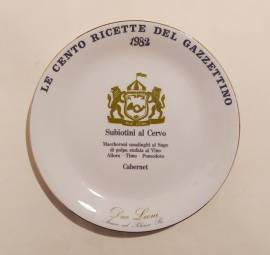 LE CENTO RICETTE DEL GAZZETTINO
1982
Subiotini al Cervo
Maccheroni casalinghi al Sugo
di polpa stufata al Vino
Alloro - Timo - Pomodoro
Cabernet
Due Leoni